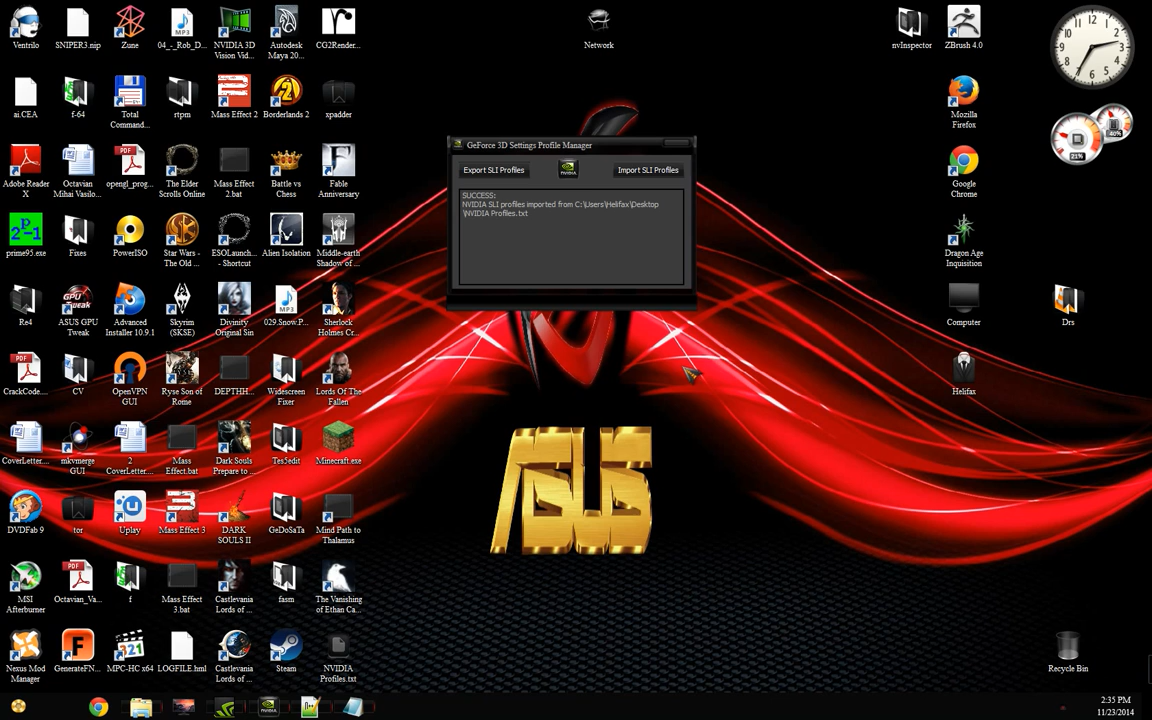 Ventrilo
SNIPER3.nip
Zune
04_-_Rob_D...
NVIDIA 3D
Vision Vid...
Autodesk
Maya 20...
CG2Render...
Network
nvInspector
ZBrush 4.0
ai.CEA
f-64
Total
Command...
rtpm
Mass Effect 2
Borderlands 2
xpadder
Mozilla
Firefox
GeForce 3D Settings Profile Manager
Export SLI Profiles
Import SLI Profiles
SUCCESS:
NVIDIA SLI profiles imported from C:\Users\Helifax\Desktop
\NVIDIA Profiles.txt
Adobe Reader
X
Octavian
Mihai Vasilo...
opengl_prog...
The Elder
Scrolls Online
Mass Effect
2.bat
Battle vs
Chess
Fable
Anniversary
Google
Chrome
prime95.exe
Fixes
PowerISO
Star Wars -
The Old ...
ESOLaunch...
- Shortcut
Alien Isolation
Middle-earth
Shadow of ...
Dragon Age
Inquisition
Re4
ASUS GPU
Tweak
Advanced
Installer 10.9.1
Skyrim
(SKSE)
Divinity
Original Sin
029.Snow.P...
Sherlock
Holmes Cr...
Computer
Drs
CrackCode....
CV
OpenVPN
GUI
Ryse Son of
Rome
DEPTHH...
Widescreen
Fixer
Lords Of The
Fallen
Helifax
CoverLetter....
mkvmerge
GUI
2
CoverLetter....
Mass
Effect.bat
Dark Souls
Prepare to ...
Tes5edit
Minecraft.exe
ASUS
DVDFab 9
tor
Uplay
Mass Effect 3
DARK
SOULS II
GeDoSaTa
Mind Path to
Thalamus
MSI
Afterburner
Octavian_Va...
f
Mass Effect
3.bat
Castlevania
Lords of ...
fasm
The Vanishing
of Ethan Ca...
Nexus Mod
Manager
GenerateFN...
MPC-HC x64
LOGFILE.hml
Castlevania
Lords of ...
Steam
NVIDIA
Profiles.txt
Recycle Bin
21%
40%
2:35 PM
11/23/2014